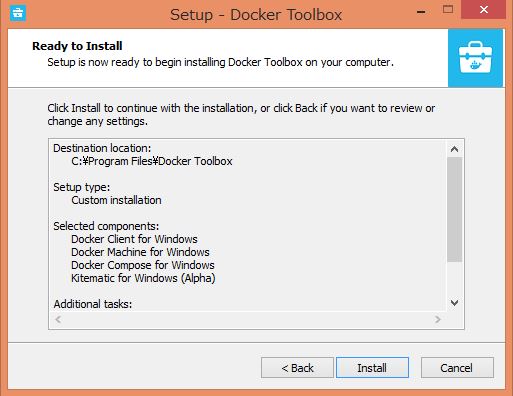 Setup - Docker Toolbox
Ready to Install
Setup is now ready to begin installing Docker Toolbox on your computer.
Click Install to continue with the installation, or click Back if you want to review or
change any settings.
Destination location:
C:¥Program Files¥Docker Toolbox
Setup type:
Custom installation
Selected components:
Docker Client for Windows
Docker Machine for Windows
Docker Compose for Windows
Kitematic for Windows (Alpha)
Additional tasks:
< Back
Install
Cancel